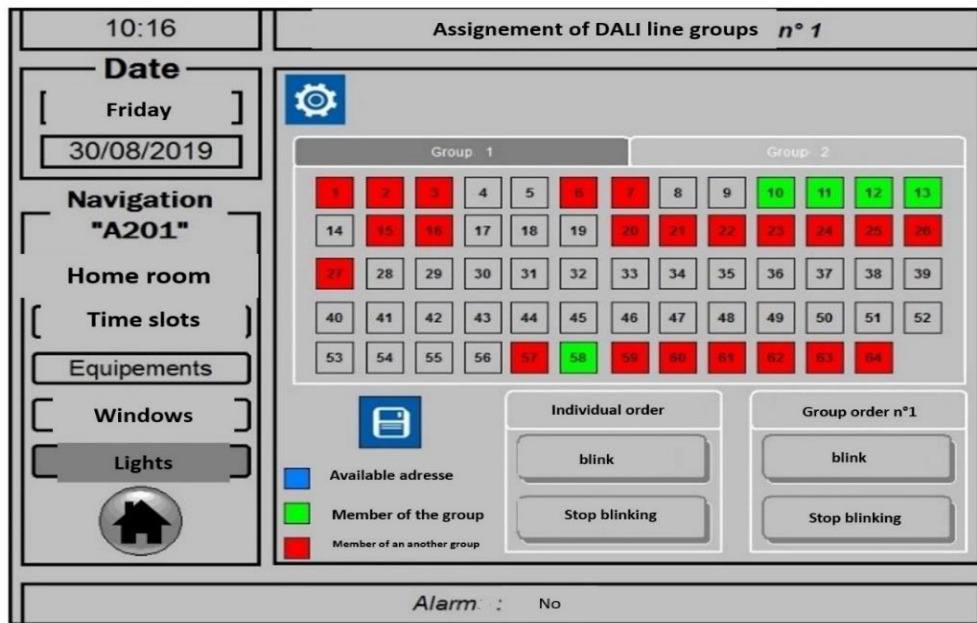 10:16
Assignement of DALI line groups n° 1
Date
Friday
30/08/2019
Navigation
"A201"
Home room
Time slots
Equipements
Windows
Lights
Group 1
Group 2
1 2 3 4 5 6 7 8 9 10 11 12 13
14 15 16 17 18 19 20 21 22 23 24 25 26
27 28 29 30 31 32 33 34 35 36 37 38 39
40 41 42 43 44 45 46 47 48 49 50 51 52
53 54 55 56 57 58 59 60 61 62 63 64
Available adresse
Member of the group
Member of an another group
Individual order
blink
Stop blinking
Group order n°1
blink
Stop blinking
Alarm : No